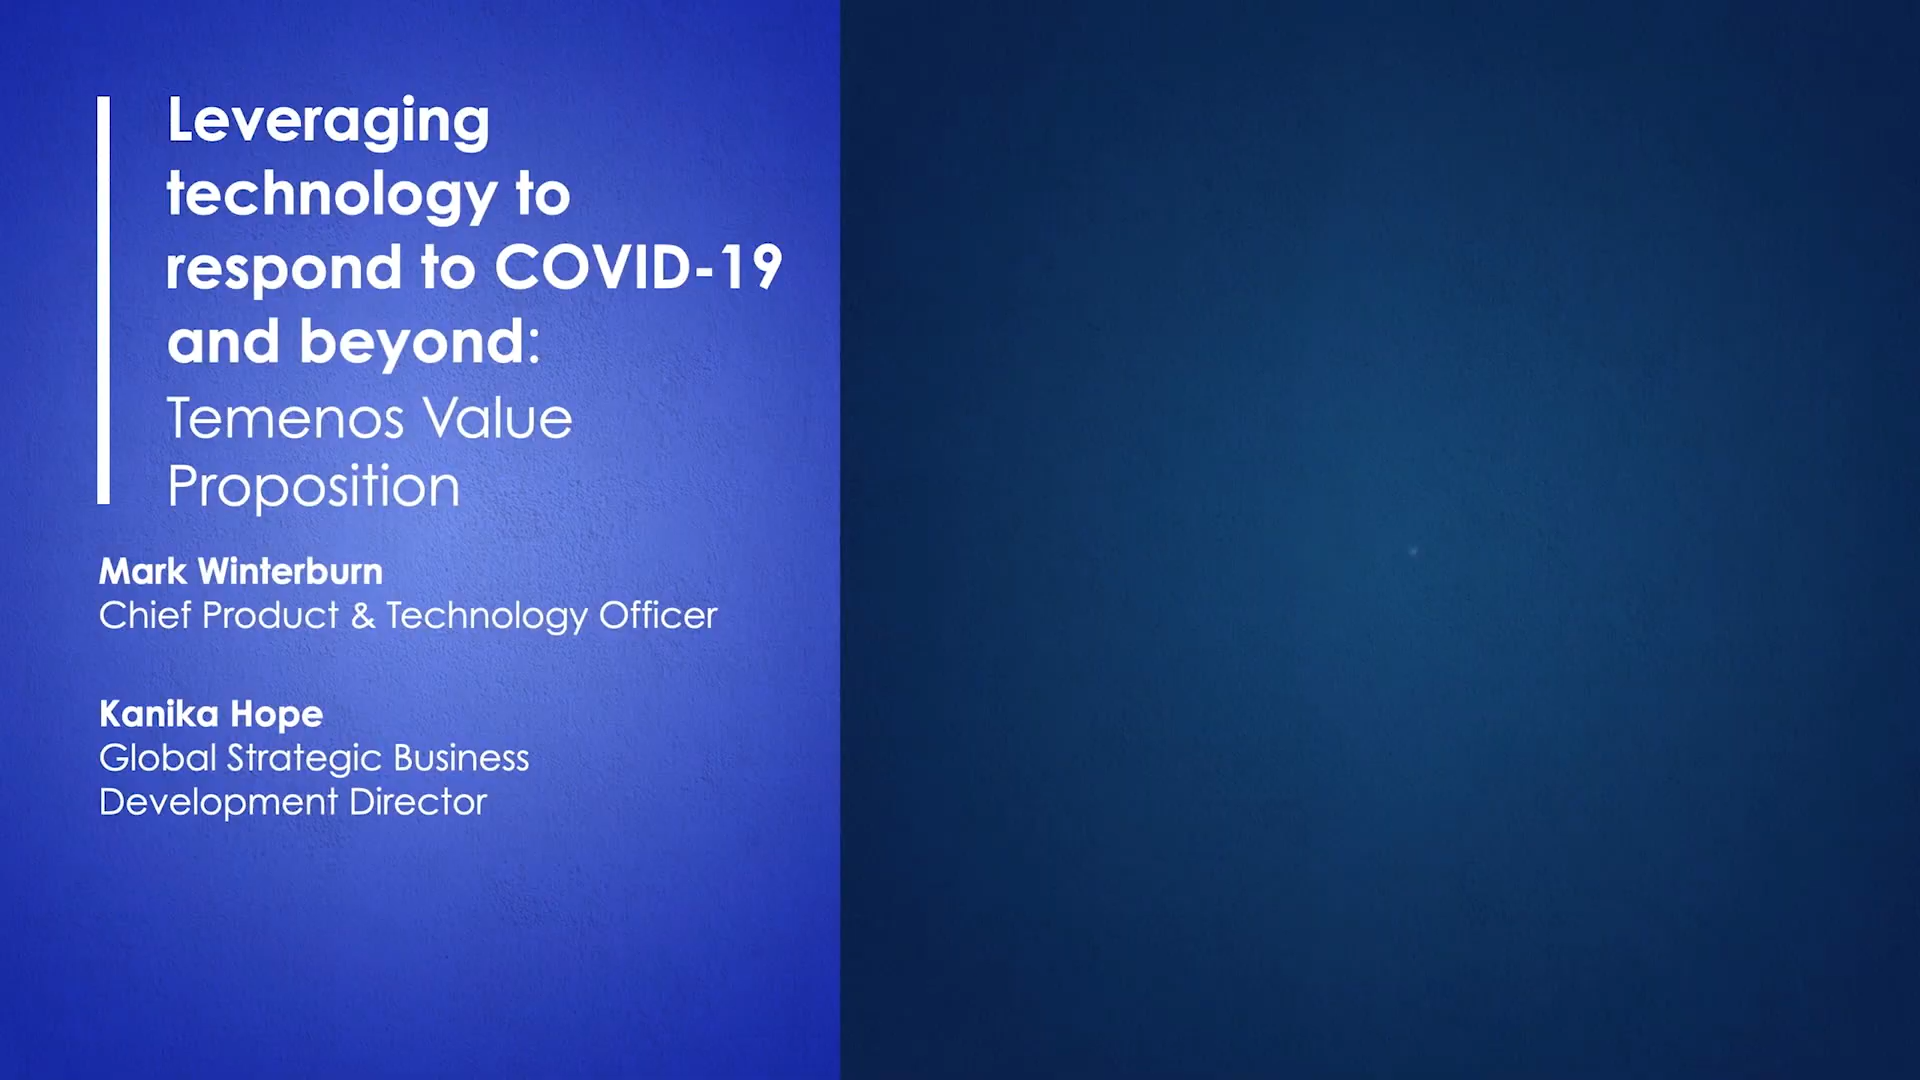 Leveraging
technology to
respond to COVID-19
and beyond:
Temenos Value
Proposition
Mark Winterburn
Chief Product & Technology Officer
Kanika Hope
Global Strategic Business
Development Director